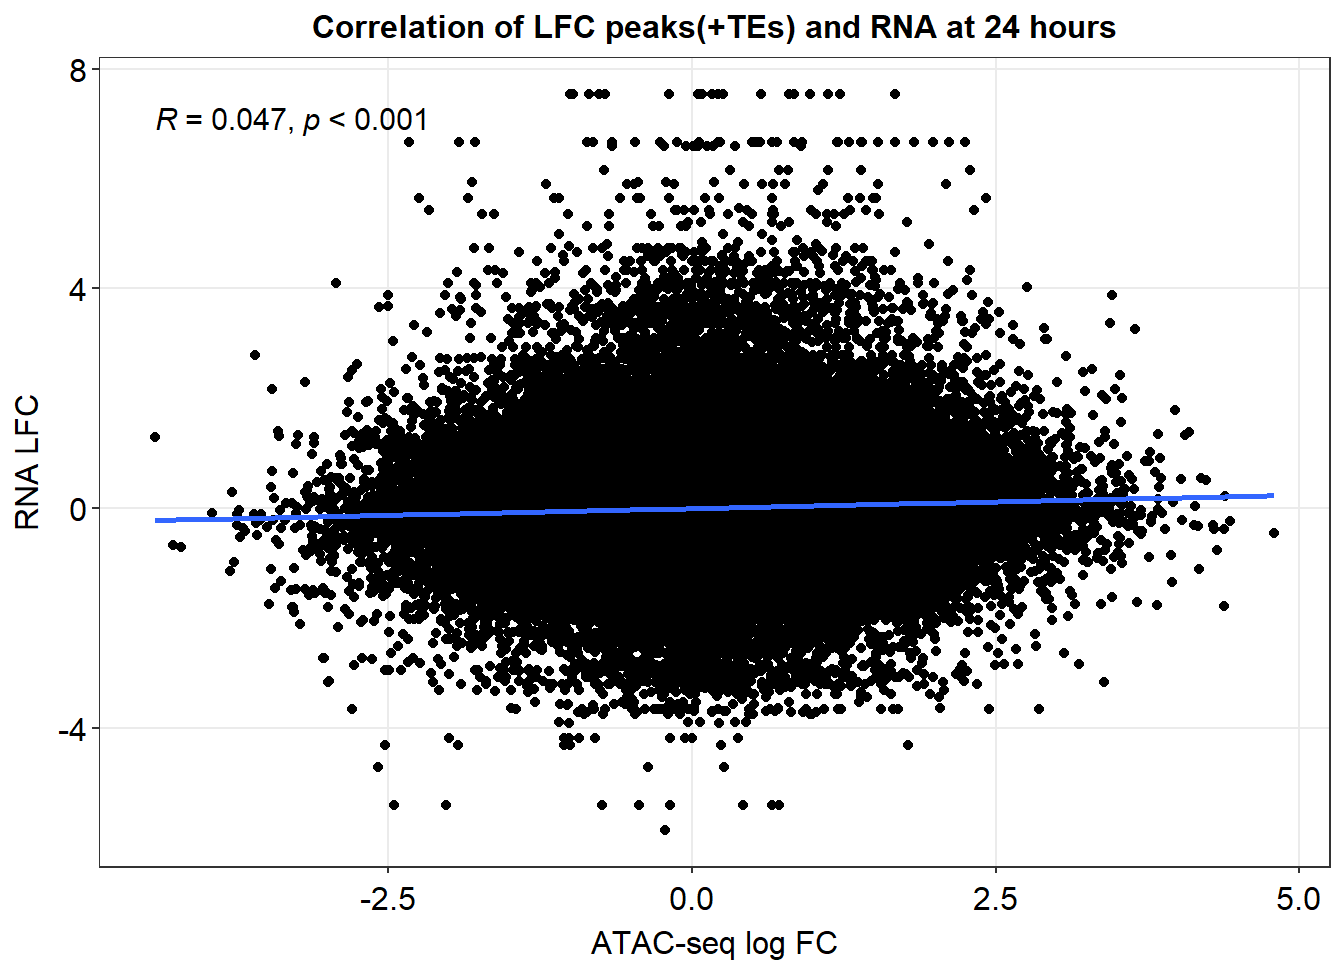 Correlation of LFC peaks(+TEs) and RNA at 24 hours
R = 0.047, p < 0.001
8
4
0
-4
RNA LFC
-2.5
0.0
2.5
5.0
ATAC-seq log FC